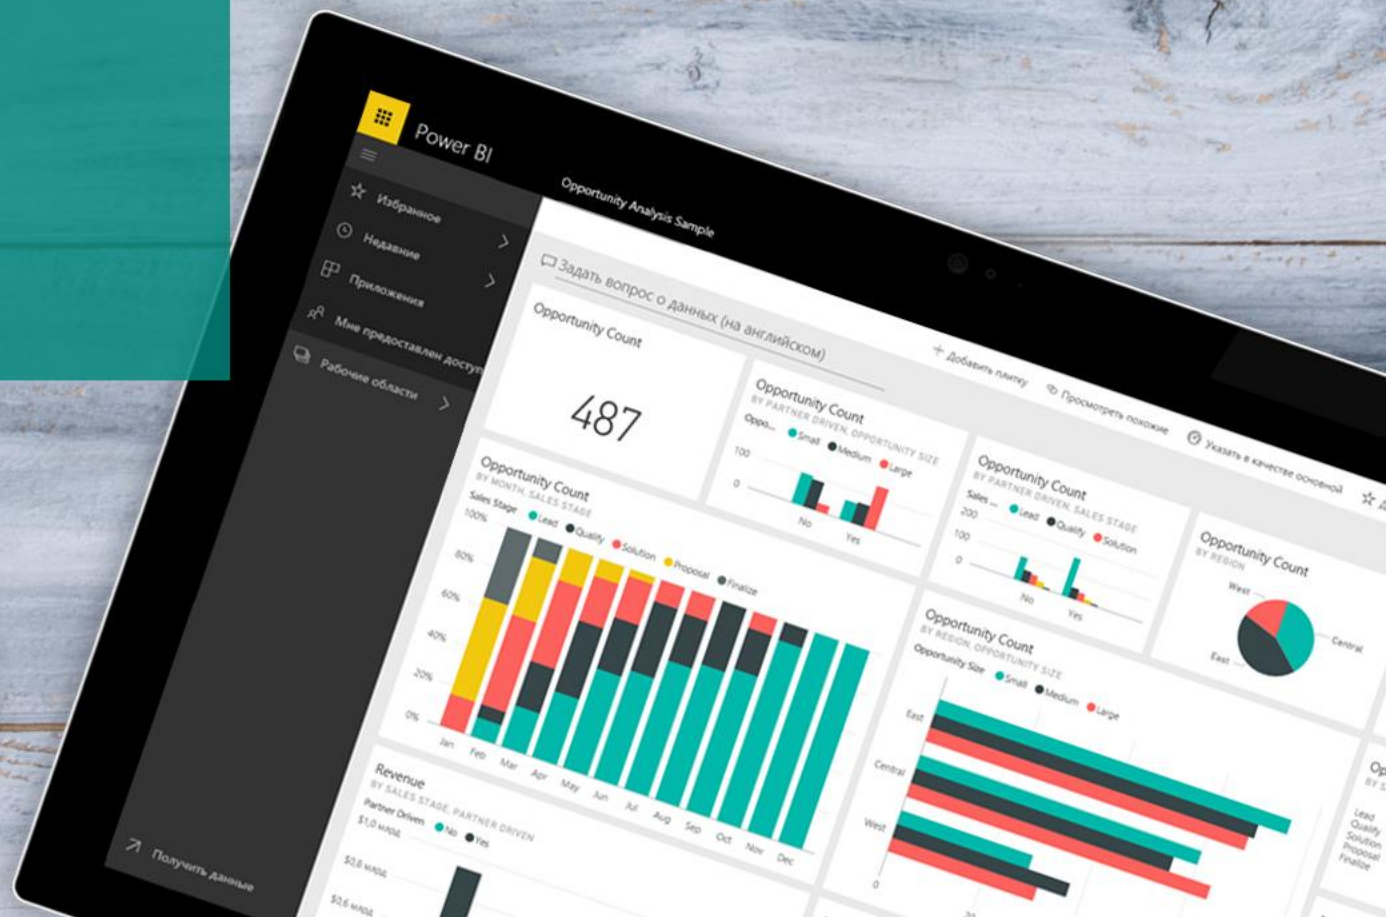 Power BI
Opportunity Analysis Sample
Избранное
Недавние
Приложения
Мне предоставлен доступ
Рабочие области
Получить данные
Задать вопрос о данных (на английском)
Добавить плитку
Просмотреть похожие
Указать в качестве основной
Opportunity Count
487
Opportunity Count
BY PARTNER DRIVEN, OPPORTUNITY SIZE
Oppo... Small Medium Large
100
0
No Yes
Opportunity Count
BY PARTNER DRIVEN, SALES STAGE
Sales ... Lead Qualify Solution
200
100
0
No Yes
Opportunity Count
BY REGION
West
Central
East
Opportunity Count
BY MONTH, SALES STAGE
Sales Stage Lead Qualify Solution Proposal Finalize
100%
80%
60%
40%
20%
0%
Jan Feb Mar Apr May Jun Jul Aug Sep Oct Nov Dec
Opportunity Count
BY REGION, OPPORTUNITY SIZE
Opportunity Size Small Medium Large
East
Central
West
0
Lead
Qualify
Solution
Proposal
Finalize
Revenue
BY SALES STAGE, PARTNER DRIVEN
Partner Driven No Yes
$1,0 млрд
$0,8 млрд
$0,6 млрд